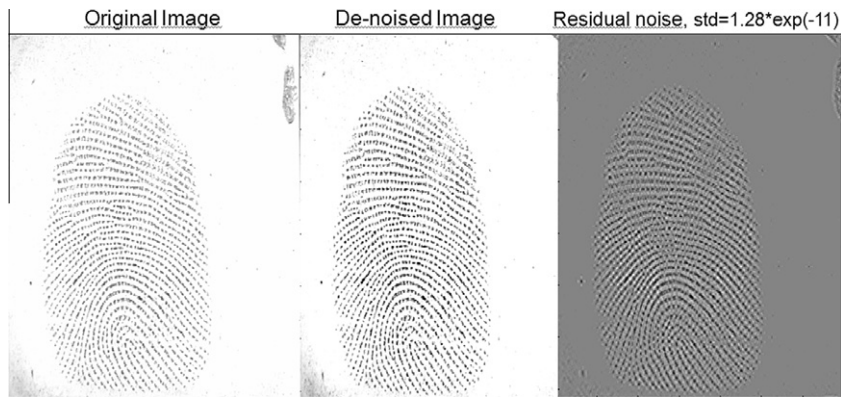 Original Image
De-noised Image
Residual noise, std=1.28*exp(-11)